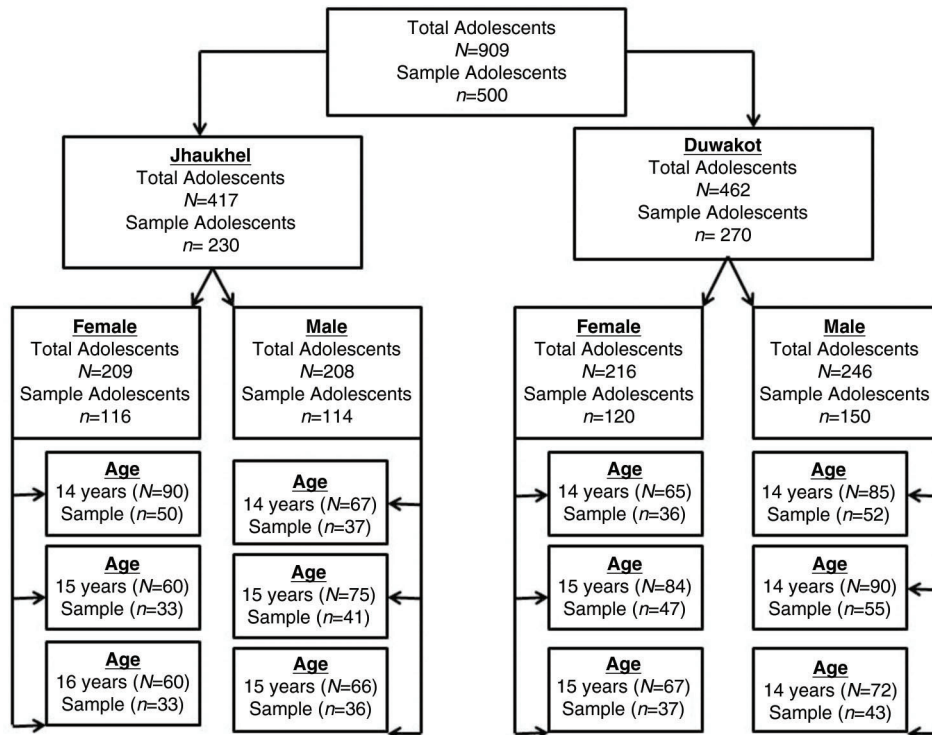 Total Adolescents
N=909
Sample Adolescents
n=500
Jhaukhel
Total Adolescents
N=417
Sample Adolescents
n= 230
Duwakot
Total Adolescents
N=462
Sample Adolescents
n= 270
Female
Total Adolescents
N=209
Sample Adolescents
n=116
Male
Total Adolescents
N=208
Sample Adolescents
n=114
Female
Total Adolescents
N=216
Sample Adolescents
n=120
Male
Total Adolescents
N=246
Sample Adolescents
n=150
Age
14 years (N=90)
Sample (n=50)
Age
14 years (N=67)
Sample (n=37)
Age
14 years (N=65)
Sample (n=36)
Age
14 years (N=85)
Sample (n=52)
Age
15 years (N=60)
Sample (n=33)
Age
15 years (N=75)
Sample (n=41)
Age
15 years (N=84)
Sample (n=47)
Age
14 years (N=90)
Sample (n=55)
Age
16 years (N=60)
Sample (n=33)
Age
15 years (N=66)
Sample (n=36)
Age
15 years (N=67)
Sample (n=37)
Age
14 years (N=72)
Sample (n=43)